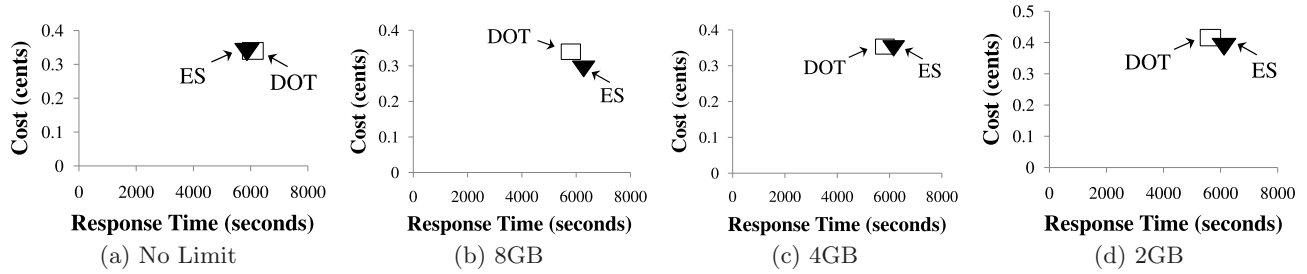 Cost (cents)
0.4
0.3
0.2
0.1
0
ES
DOT
0 2000 4000 6000 8000
Response Time (seconds)
(a) No Limit
Cost (cents)
0.4
0.3
0.2
0.1
0
DOT
ES
0 2000 4000 6000 8000
Response Time (seconds)
(b) 8GB
Cost (cents)
0.4
0.3
0.2
0.1
0
DOT
ES
0 2000 4000 6000 8000
Response Time (seconds)
(c) 4GB
Cost (cents)
0.5
0.4
0.3
0.2
0.1
0
DOT
ES
0 2000 4000 6000 8000
Response Time (seconds)
(d) 2GB